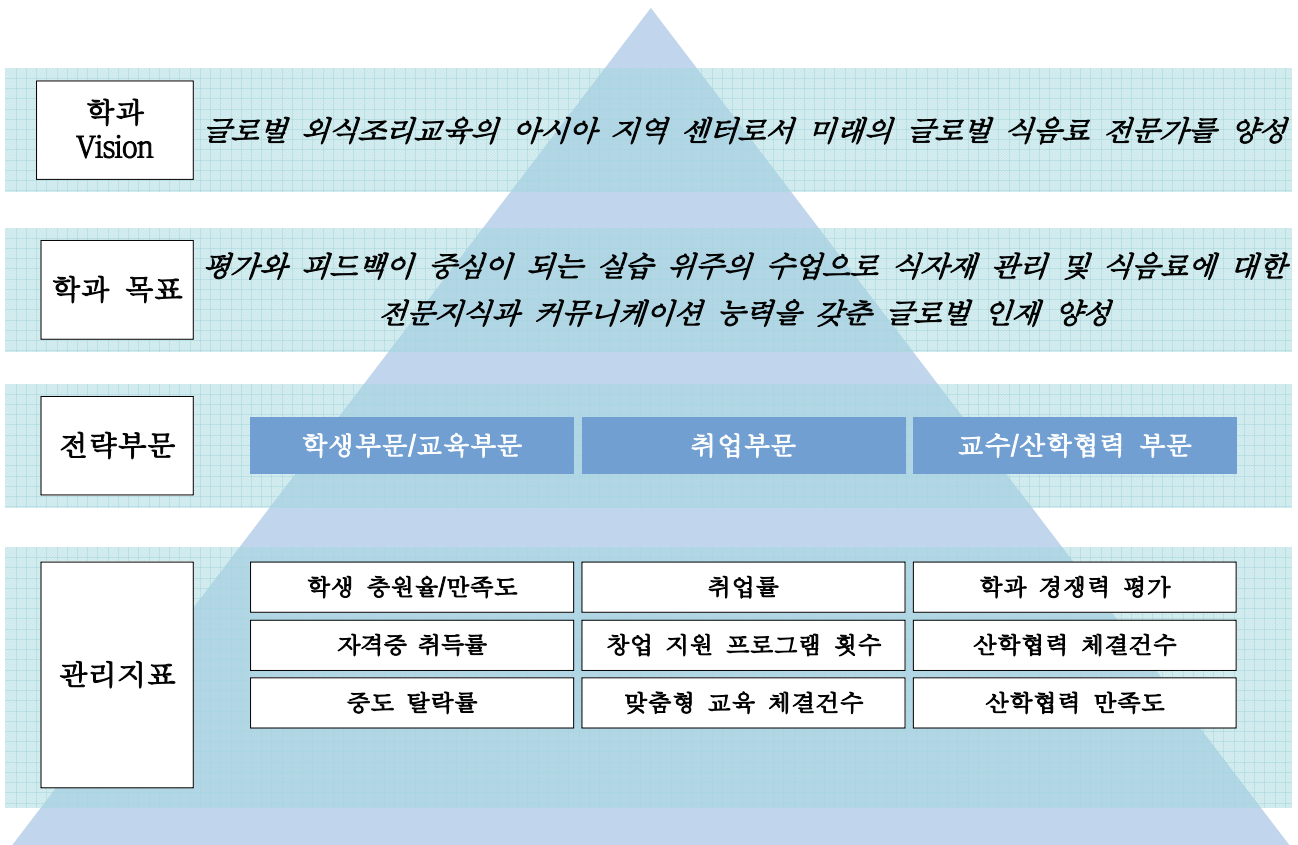 학과
Vision
글로벌 외식조리교육의 아시아 지역 센터로서 미래의 글로벌 식음료 전문가를 양성
학과 목표
평가와 피드백이 중심이 되는 실습 위주의 수업으로 식자재 관리 및 식음료에 대한
전문지식과 커뮤니케이션 능력을 갖춘 글로벌 인재 양성
전략부문
학생부문/교육부문
취업부문
교수/산학협력 부문
관리지표
학생 충원율/만족도
취업률
학과 경쟁력 평가
자격증 취득률
창업 지원 프로그램 횟수
산학협력 체결건수
중도 탈락률
맞춤형 교육 체결건수
산학협력 만족도